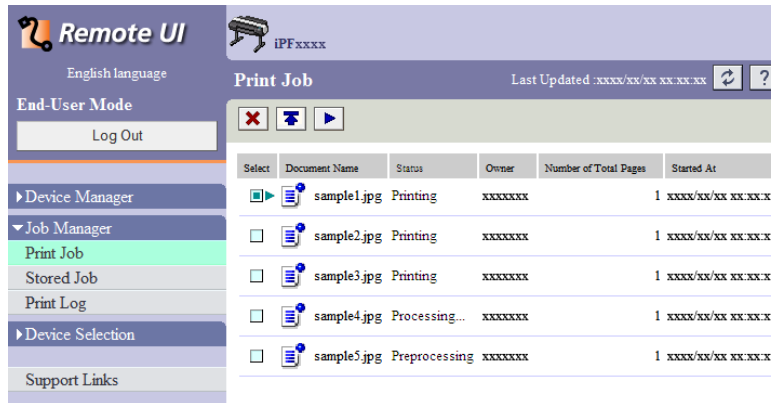 Remote UI
English language
End-User Mode
Log Out
Device Manager
Job Manager
Print Job
Stored Job
Print Log
Device Selection
Support Links
iPFxxxx
Print Job Last Updated :xxxx/xx/xx xx:xx:xx ?
Select Document Name Status Owner Number of Total Pages Started At
sample1.jpg Printing xxxxxxx 1 xxxx/xx/xx xx:xx:x
sample2.jpg Printing xxxxxxx 1 xxxx/xx/xx xx:xx:x
sample3.jpg Printing xxxxxxx 1 xxxx/xx/xx xx:xx:x
sample4.jpg Processing... xxxxxxx 1 xxxx/xx/xx xx:xx:x
sample5.jpg Preprocessing xxxxxxx 1 xxxx/xx/xx xx:xx:x